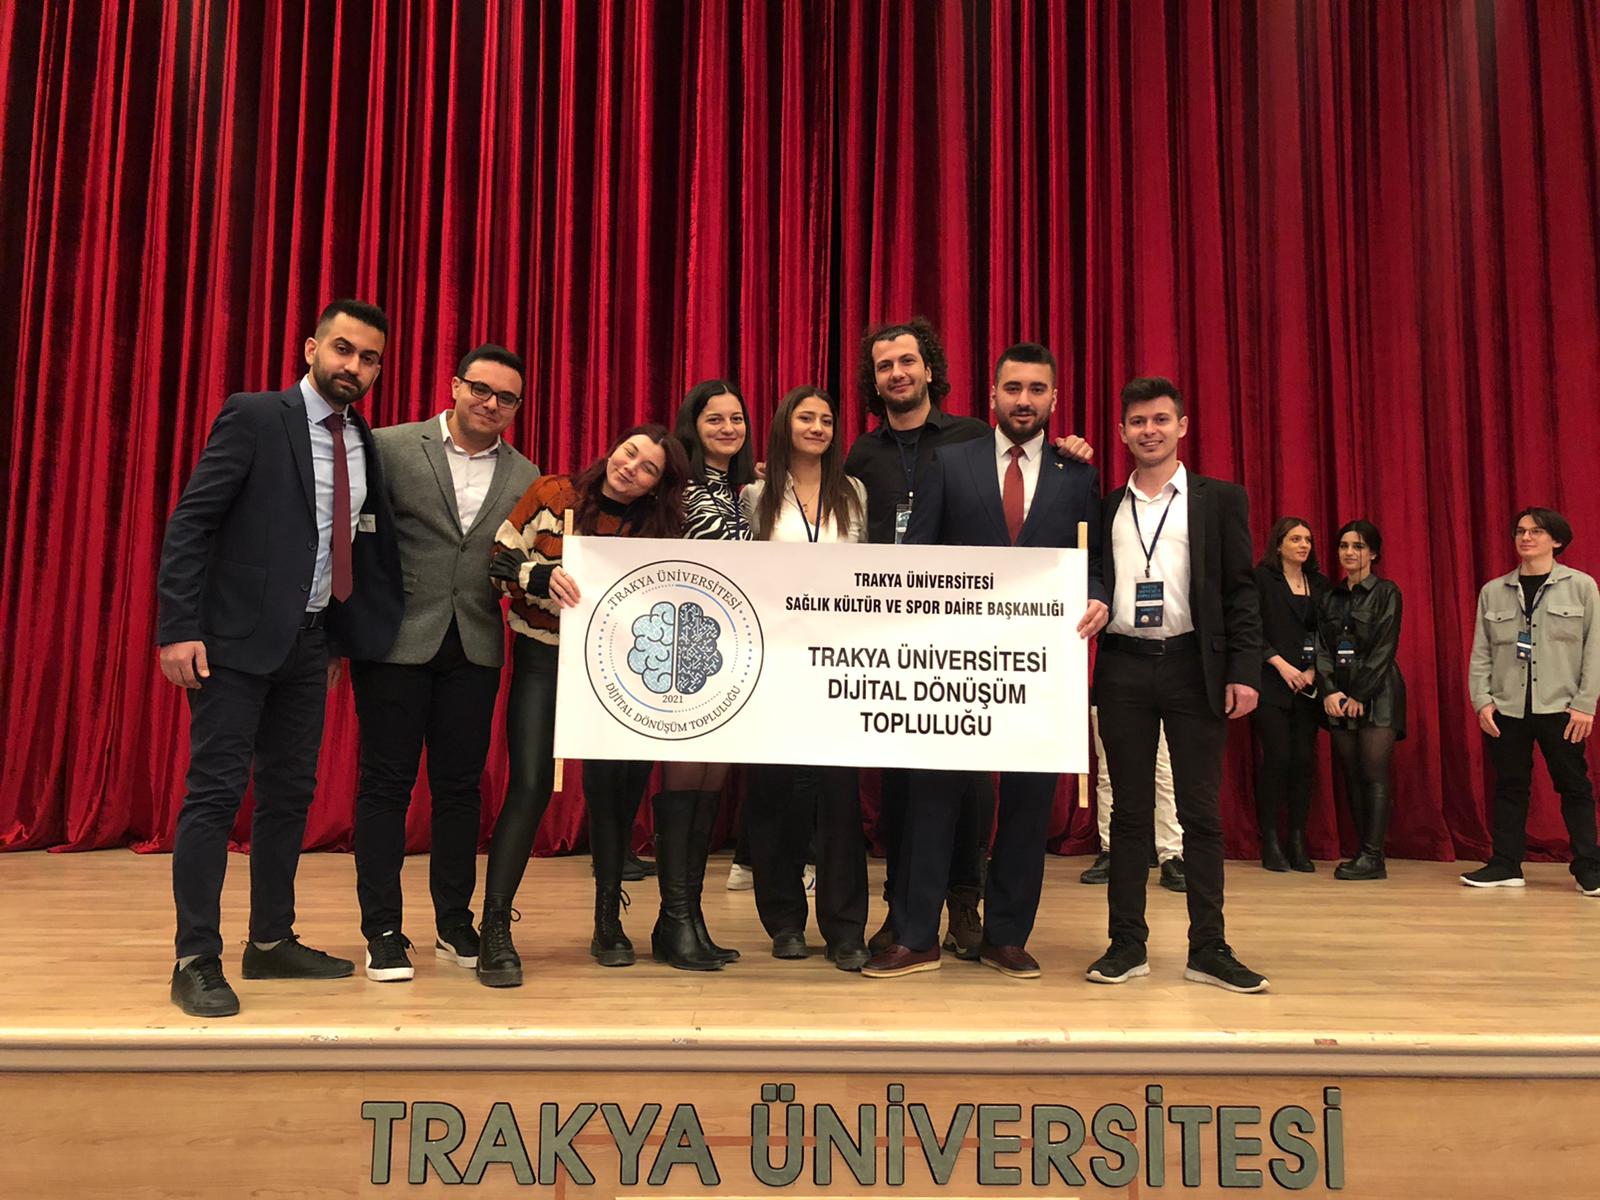 TRAKYA ÜNİVERSİTESİ
2021
DİJİTAL DÖNÜŞÜM TOPLULUĞU
TRAKYA ÜNİVERSİTESİ
SAĞLIK KÜLTÜR VE SPOR DAİRE BAŞKANLIĞI
TRAKYA ÜNİVERSİTESİ
DİJİTAL DÖNÜŞÜM
TOPLULUĞU
TRAKYA ÜNİVERSİTESİ